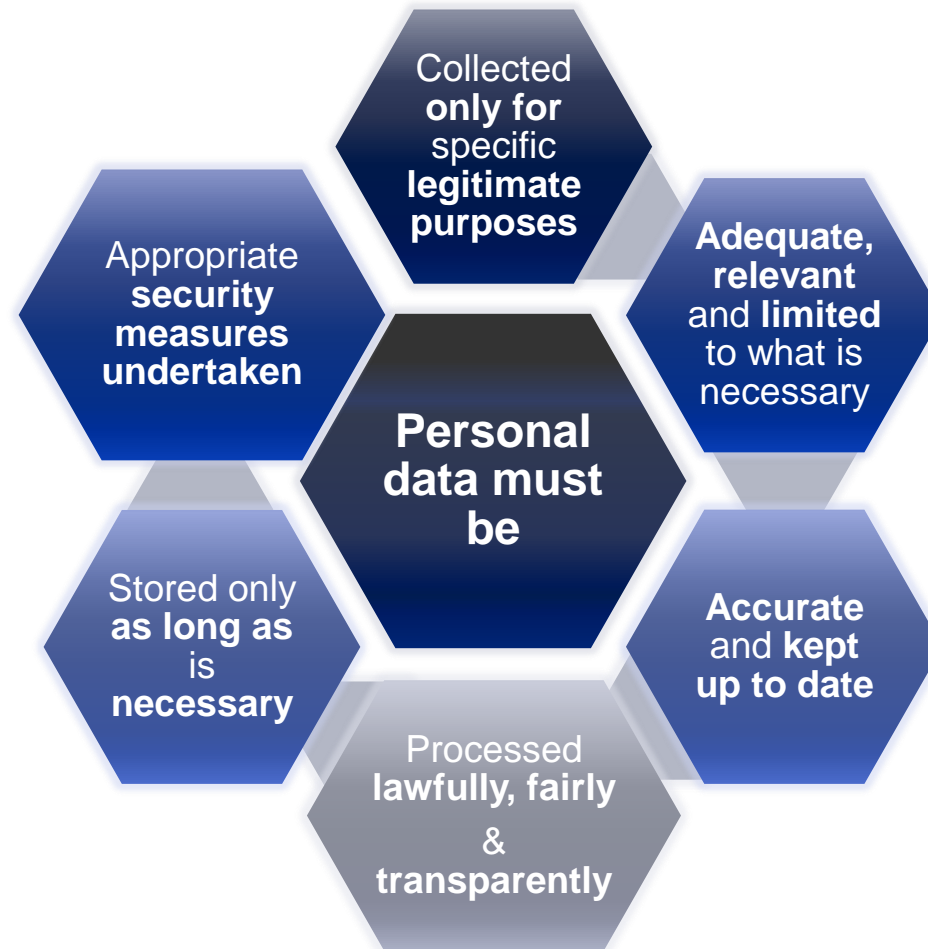 Collected
only for
specific
legitimate
purposes
Adequate,
relevant
and limited
to what is
necessary
Appropriate
security
measures
undertaken
Personal
data must
be
Accurate
and kept
up to date
Stored only
as long as
is
necessary
Processed
lawfully, fairly
&
transparently